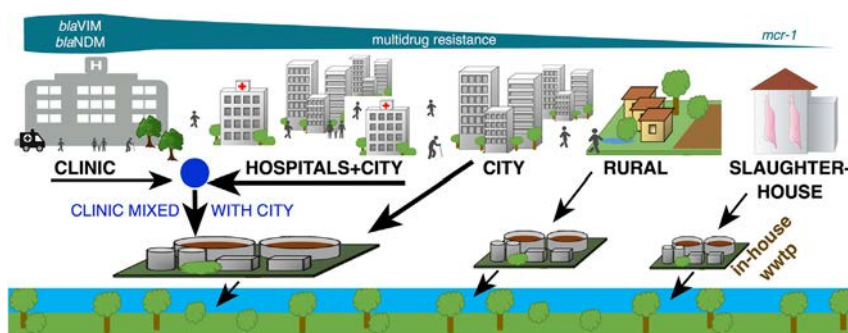 blaVIM
blaNDM
multidrug resistance
mcr-1
H
CLINIC
HOSPITALS+CITY
CITY
RURAL
SLAUGHTER-
HOUSE
CLINIC MIXED
WITH CITY
in-house
wwtp